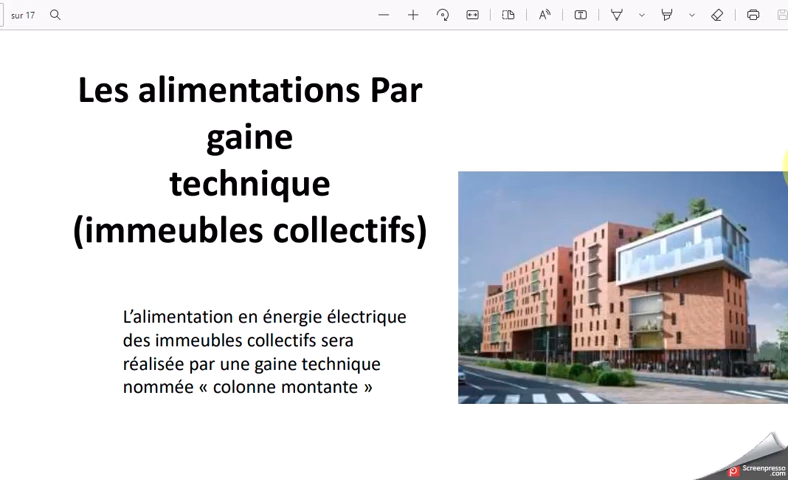 sur 17
Les alimentations Par
gaine
technique
(immeubles collectifs)
L'alimentation en énergie électrique
des immeubles collectifs sera
réalisée par une gaine technique
nommée « colonne montante »
Screenpresso
.com